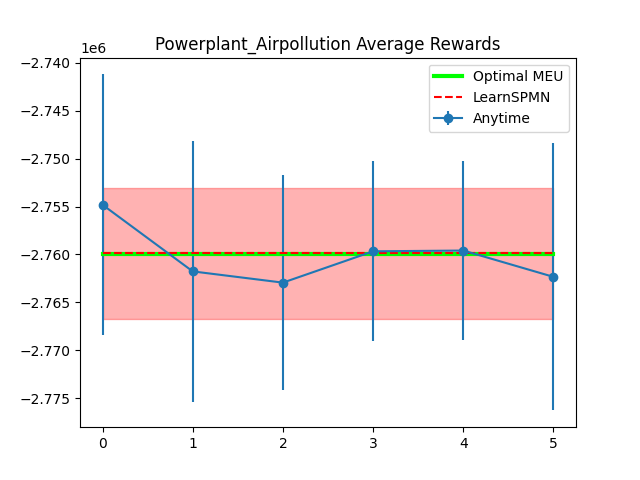 Powerplant_Airpollution Average Rewards
1e6
−2.740
−2.745
−2.750
−2.755
−2.760
−2.765
−2.770
−2.775
Optimal MEU
LearnSPMN
Anytime
0 1 2 3 4 5